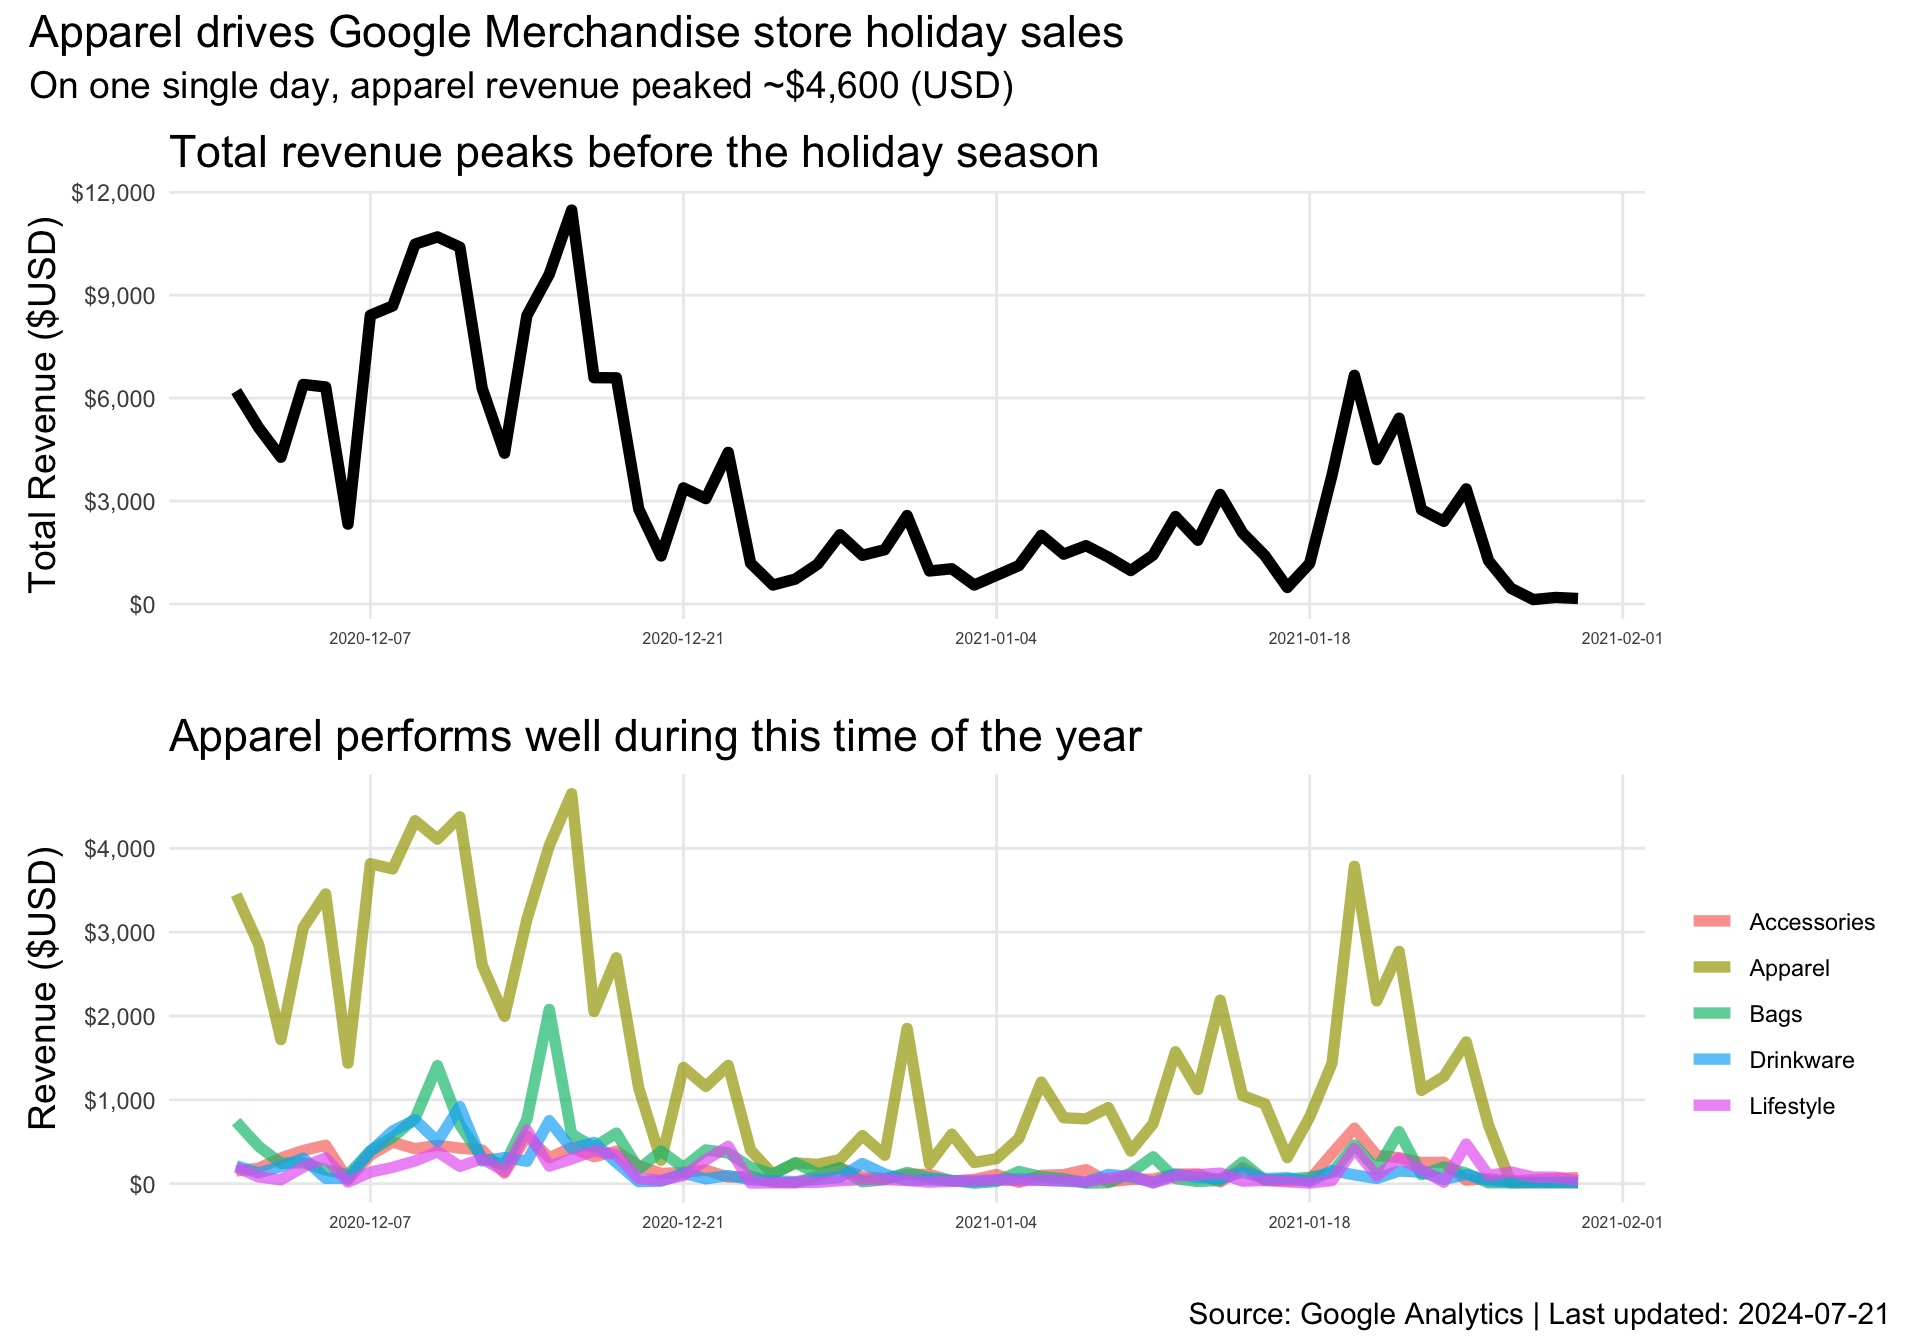 Apparel drives Google Merchandise store holiday sales
On one single day, apparel revenue peaked ~$4,600 (USD)
Total revenue peaks before the holiday season
Total Revenue ($USD)
$12,000
$9,000
$6,000
$3,000
$0
2020-12-07
2020-12-21
2021-01-04
2021-01-18
2021-02-01
Apparel performs well during this time of the year
Revenue ($USD)
$4,000
$3,000
$2,000
$1,000
$0
2020-12-07
2020-12-21
2021-01-04
2021-01-18
2021-02-01
Accessories
Apparel
Bags
Drinkware
Lifestyle
Source: Google Analytics | Last updated: 2024-07-21